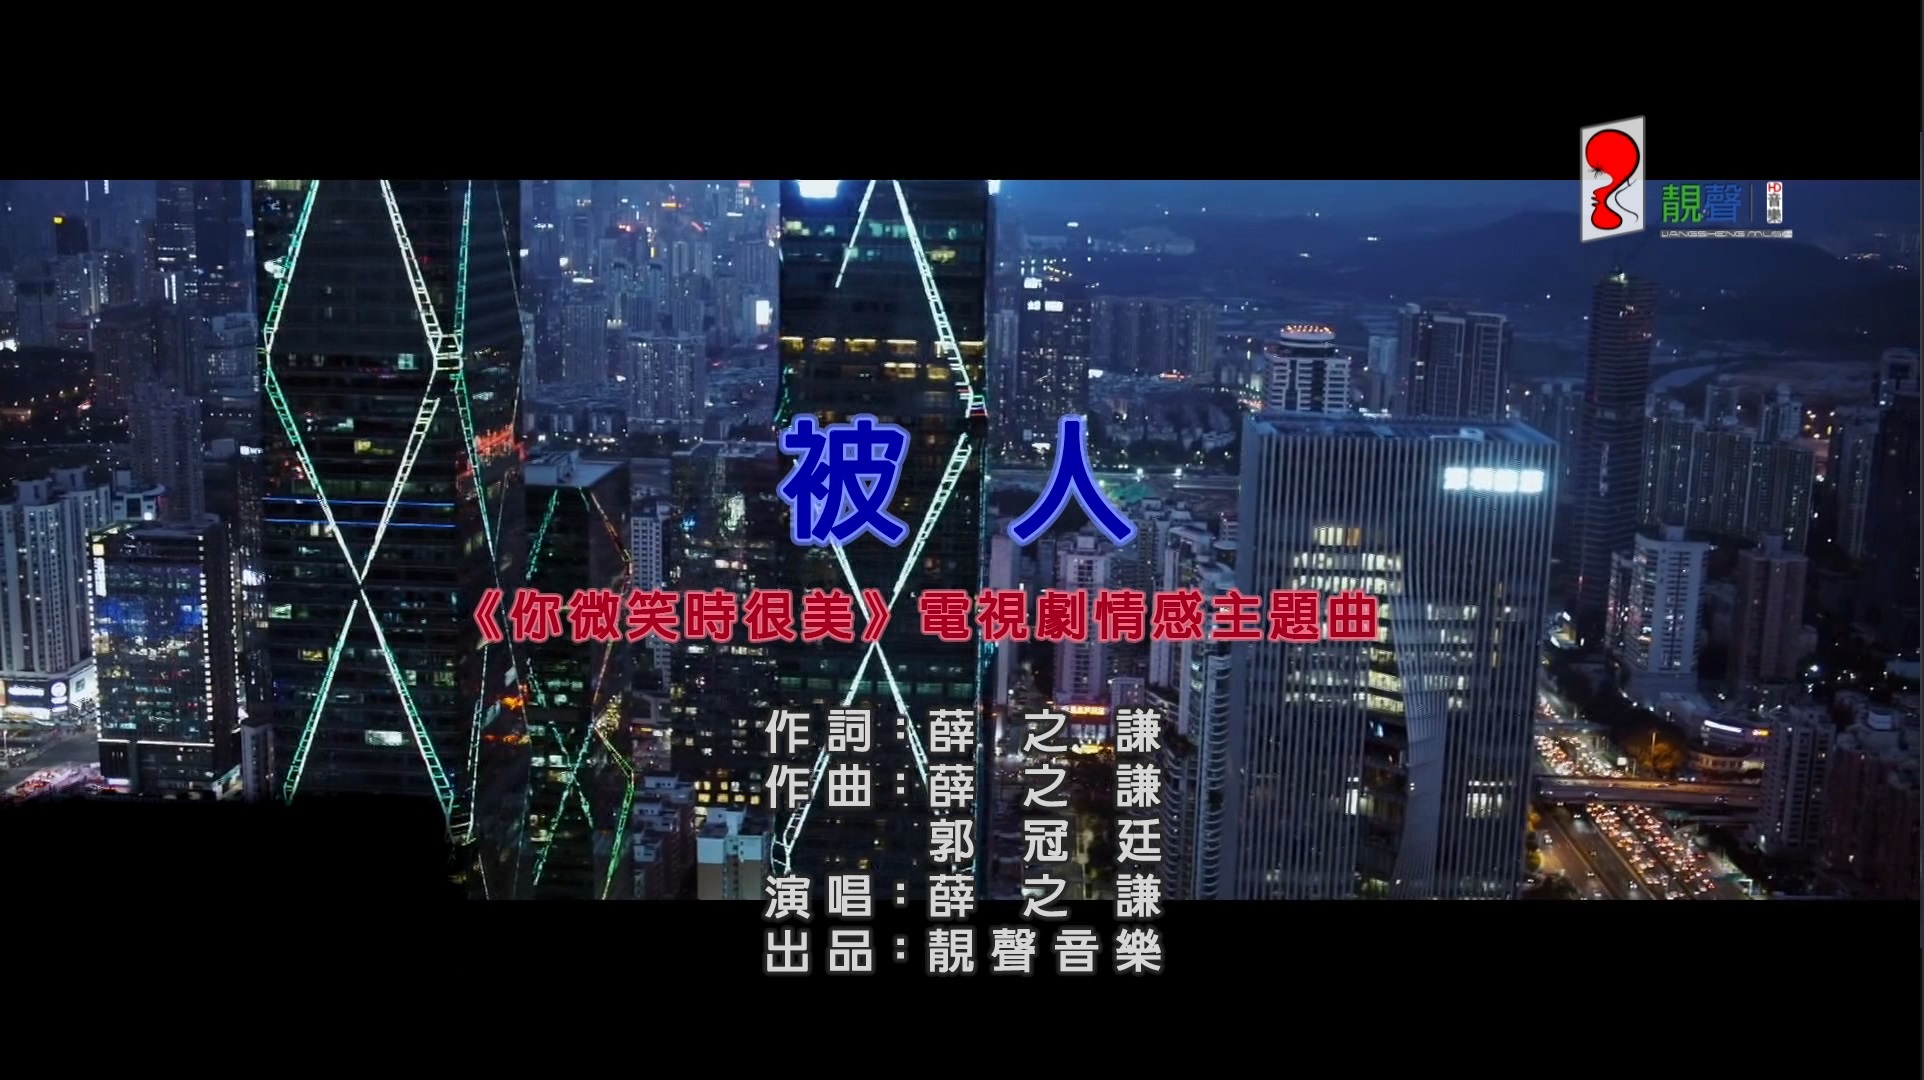 靚聲
HD
音樂
LIANGSHENG MUSIC
被 人
《你微笑時很美》電視劇情感主題曲
作詞：薛 之 謙
作曲：薛 之 謙
郭 冠 廷
演唱：薛 之 謙
出品：靚聲音樂